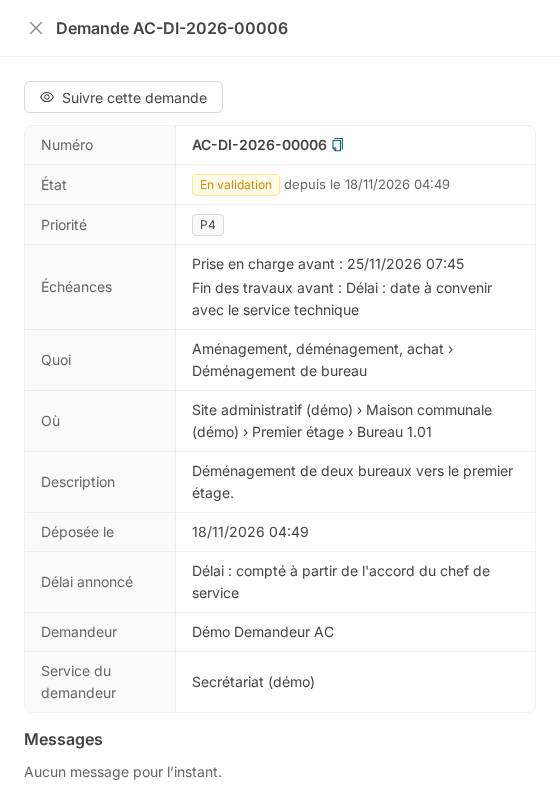 Demande AC-DI-2026-00006
Suivre cette demande
Numéro
AC-DI-2026-00006
État
En validation depuis le 18/11/2026 04:49
Priorité
P4
Échéances
Prise en charge avant : 25/11/2026 07:45
Fin des travaux avant : Délai : date à convenir
avec le service technique
Quoi
Aménagement, déménagement, achat ›
Déménagement de bureau
Où
Site administratif (démo) › Maison communale
(démo) › Premier étage › Bureau 1.01
Description
Déménagement de deux bureaux vers le premier
étage.
Déposée le
18/11/2026 04:49
Délai annoncé
Délai : compté à partir de l'accord du chef de
service
Demandeur
Démo Demandeur AC
Service du
demandeur
Secrétariat (démo)
Messages
Aucun message pour l’instant.